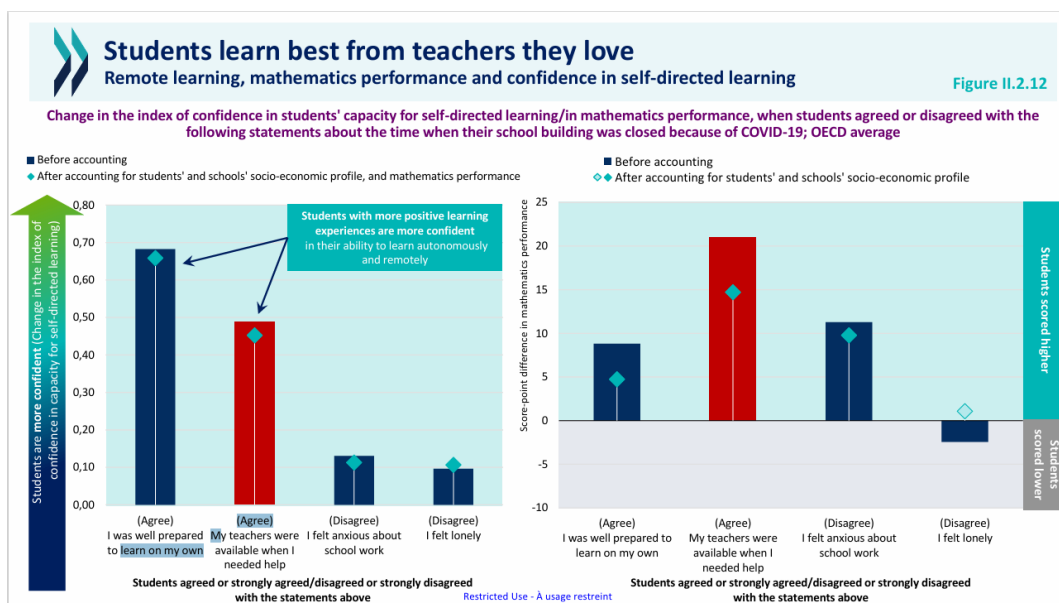 Students learn best from teachers they love
Remote learning, mathematics performance and confidence in self-directed learning
Figure II.2.12
Change in the index of confidence in students' capacity for self-directed learning/in mathematics performance, when students agreed or disagreed with the
following statements about the time when their school building was closed because of COVID-19; OECD average
Before accounting
After accounting for students' and schools' socio-economic profile, and mathematics performance
Students are more confident (Change in the index of
confidence in capacity for self-directed learning)
0,80
0,70
0,60
0,50
0,40
0,30
0,20
0,10
0,00
Students with more positive learning
experiences are more confident
in their ability to learn autonomously
and remotely
(Agree)
I was well prepared
to learn on my own
(Agree)
My teachers were
available when I
needed help
(Disagree)
I felt anxious about
school work
(Disagree)
I felt lonely
Students agreed or strongly agreed/disagreed or strongly disagreed
with the statements above
Before accounting
After accounting for students' and schools' socio-economic profile
Score-point difference in mathematics performance
25
20
15
10
5
0
-5
-10
Students scored higher
Students
scored lower
(Agree)
I was well prepared to
learn on my own
(Agree)
My teachers were
available when I
needed help
(Disagree)
I felt anxious about
school work
(Disagree)
I felt lonely
Students agreed or strongly agreed/disagreed or strongly disagreed
with the statements above
Restricted Use - À usage restreint